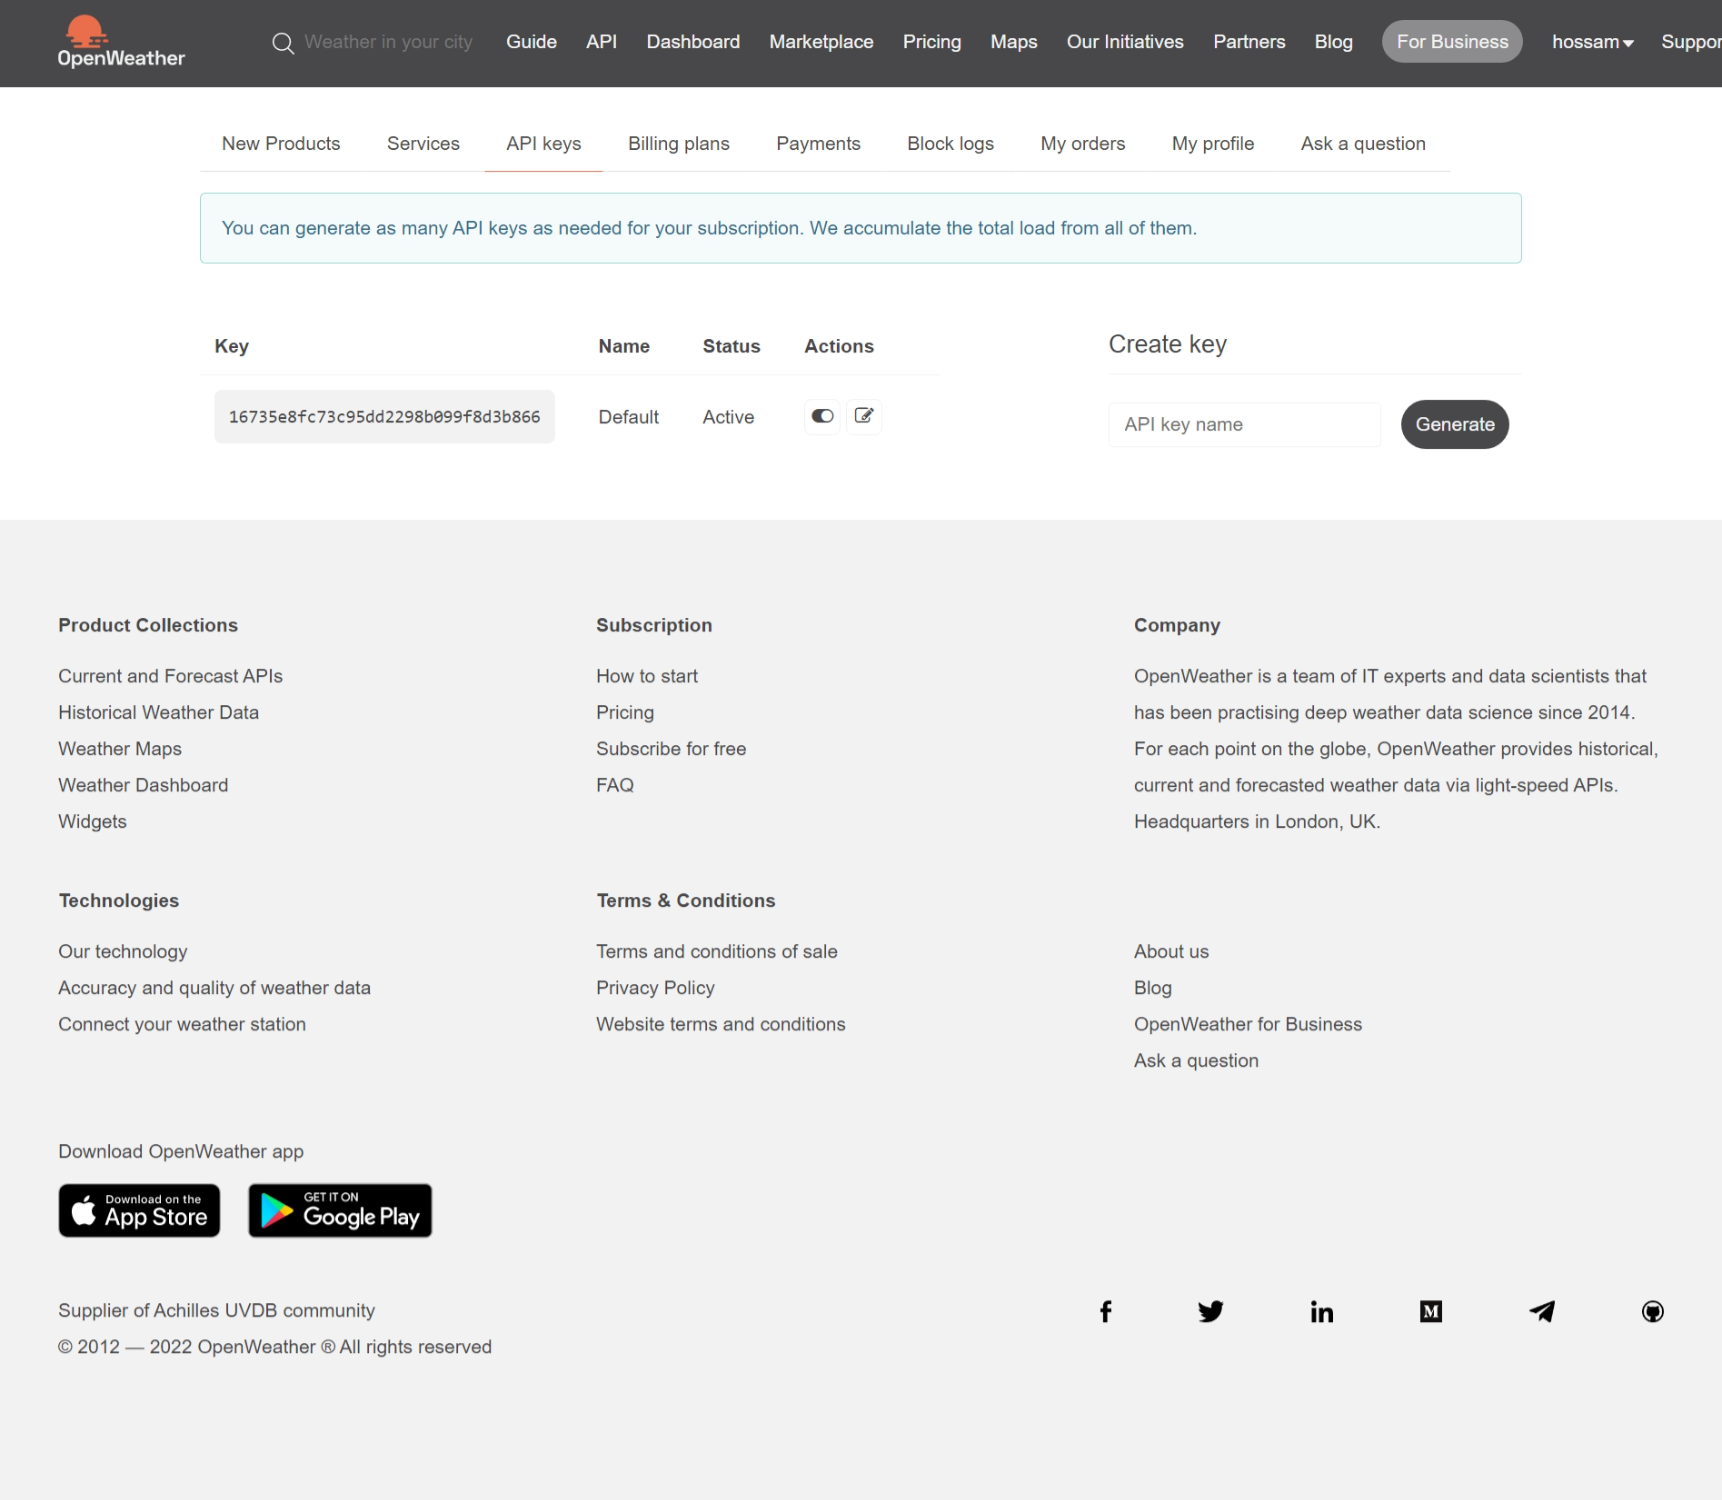 OpenWeather
Weather in your city
Guide
API
Dashboard
Marketplace
Pricing
Maps
Our Initiatives
Partners
Blog
For Business
hossam
Suppor
New Products
Services
API keys
Billing plans
Payments
Block logs
My orders
My profile
Ask a question
You can generate as many API keys as needed for your subscription. We accumulate the total load from all of them.
Key
Name
Status
Actions
16735e8fc73c95dd2298b099f8d3b866
Default
Active
Create key
API key name
Generate
Product Collections
Current and Forecast APIs
Historical Weather Data
Weather Maps
Weather Dashboard
Widgets
Subscription
How to start
Pricing
Subscribe for free
FAQ
Company
OpenWeather is a team of IT experts and data scientists that
has been practising deep weather data science since 2014.
For each point on the globe, OpenWeather provides historical,
current and forecasted weather data via light-speed APIs.
Headquarters in London, UK.
Technologies
Our technology
Accuracy and quality of weather data
Connect your weather station
Terms & Conditions
Terms and conditions of sale
Privacy Policy
Website terms and conditions
About us
Blog
OpenWeather for Business
Ask a question
Download OpenWeather app
Download on the
App Store
GET IT ON
Google Play
Supplier of Achilles UVDB community
© 2012 — 2022 OpenWeather ® All rights reserved